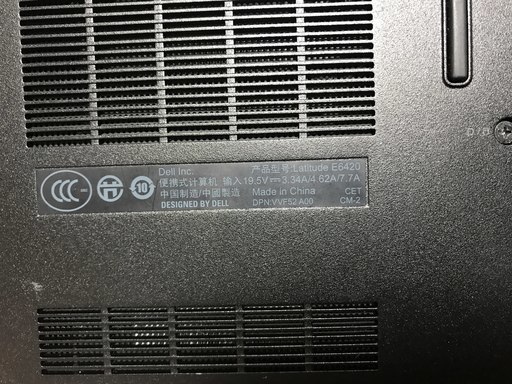 Dell Inc. 产品型号:Latitude E6420
便携式计算机 输入19.5V⎓3.34A/4.62A/7.7A
中国制造/中國製造 Made in China CET
DESIGNED BY DELL DPN:VVF52 A00 CM-2
CCC
10